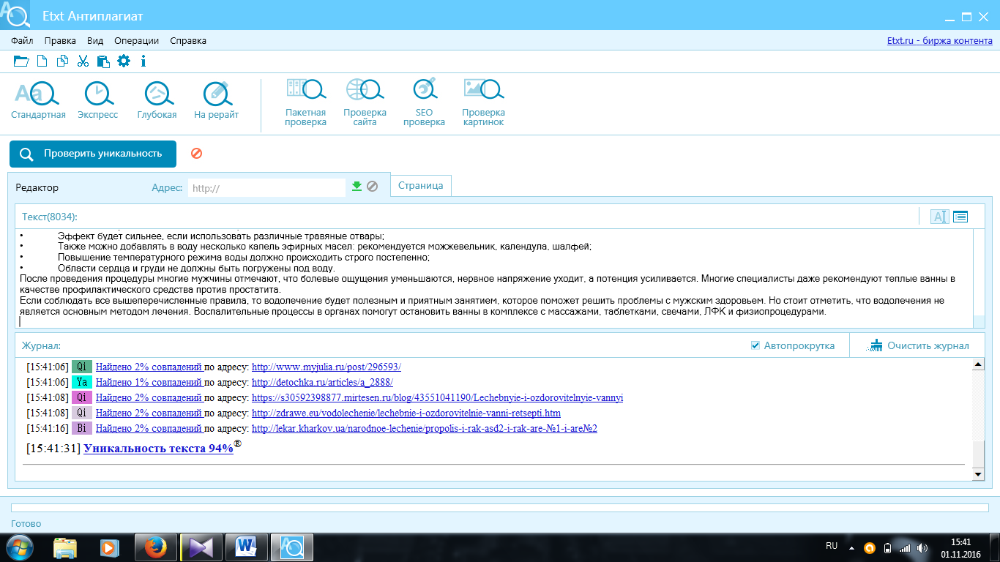 Etxt Антиплагиат
Файл Правка Вид Операции Справка Etxt.ru - биржа контента
Стандартная Экспресс Глубокая На рерайт Пакетная проверка Проверка сайта SEO проверка Проверка картинок
Проверить уникальность
Редактор Адрес: http:// Страница
Текст(8034):
• Эффект будет сильнее, если использовать различные травяные отвары;
• Также можно добавлять в воду несколько капель эфирных масел: рекомендуется можжевельник, календула, шалфей;
• Повышение температурного режима воды должно происходить строго постепенно;
• Области сердца и груди не должны быть погружены под воду.
После проведения процедуры многие мужчины отмечают, что болевые ощущения уменьшаются, нервное напряжение уходит, а потенция усиливается. Многие специалисты даже рекомендуют теплые ванны в
качестве профилактического средства против простатита.
Если соблюдать все вышеперечисленные правила, то водолечение будет полезным и приятным занятием, которое поможет решить проблемы с мужским здоровьем. Но стоит отметить, что водолечения не
является основным методом лечения. Воспалительные процессы в органах помогут остановить ванны в комплексе с массажами, таблетками, свечами, ЛФК и физиопроцедурами.
Журнал: Автопрокрутка Очистить журнал
[15:41:06] Qi Найдено 2% совпадений по адресу: http://www.myjulia.ru/post/296593/
[15:41:06] Ya Найдено 1% совпадений по адресу: http://detochka.ru/articles/a_2888/
[15:41:08] Qi Найдено 2% совпадений по адресу: https://s30592398877.mirtesen.ru/blog/43551041190/Lechebnyie-i-ozdorovitelnyie-vannyi
[15:41:08] Qi Найдено 2% совпадений по адресу: http://zdrawe.eu/vodolechenie/lechebnie-i-ozdorovitelnie-vanni-retsepti.htm
[15:41:16] Bi Найдено 2% совпадений по адресу: http://lekar.kharkov.ua/narodnoe-lechenie/propolis-i-rak-asd2-i-rak-are-№1-i-are№2
[15:41:31] Уникальность текста 94%®
Готово
RU 15:41
01.11.2016